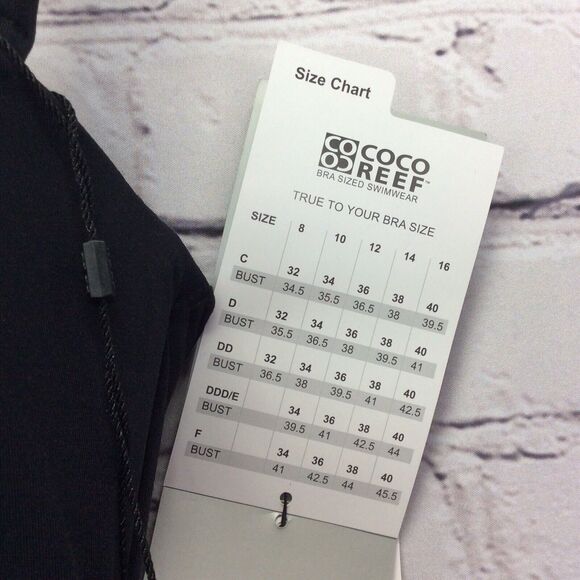 Size Chart
COCO
REEF™
BRA SIZED SWIMWEAR
TRUE TO YOUR BRA SIZE
SIZE 8 10 12 14 16
C 32 34 36 38 40
BUST 34.5 35.5 36.5 38 39.5
D 32 34 36 38 40
BUST 35.5 36.5 38 39.5 41
DD 32 34 36 38 40
BUST 36.5 38 39.5 41 42.5
DDD/E 34 36 38 40
BUST 39.5 41 42.5 44
F 34 36 38 40
BUST 41 42.5 44 45.5